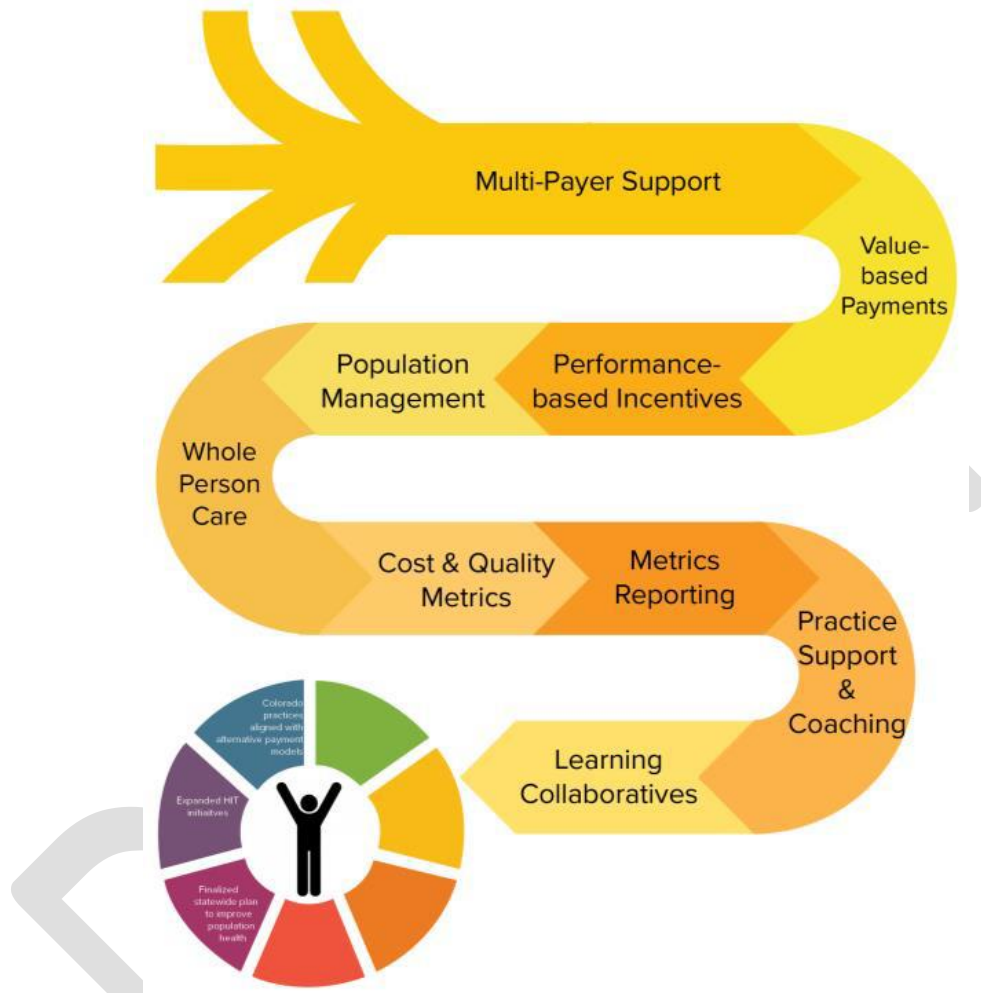 Multi-Payer Support
Value-
based
Payments
Performance-
based Incentives
Population
Management
Whole
Person
Care
Cost & Quality
Metrics
Metrics
Reporting
Practice
Support
&
Coaching
Learning
Collaboratives
Colorado
practices
aligned with
alternative payment
models
Expanded HIT
initiaitves
Finalized
statewide plan
to improve
population
health